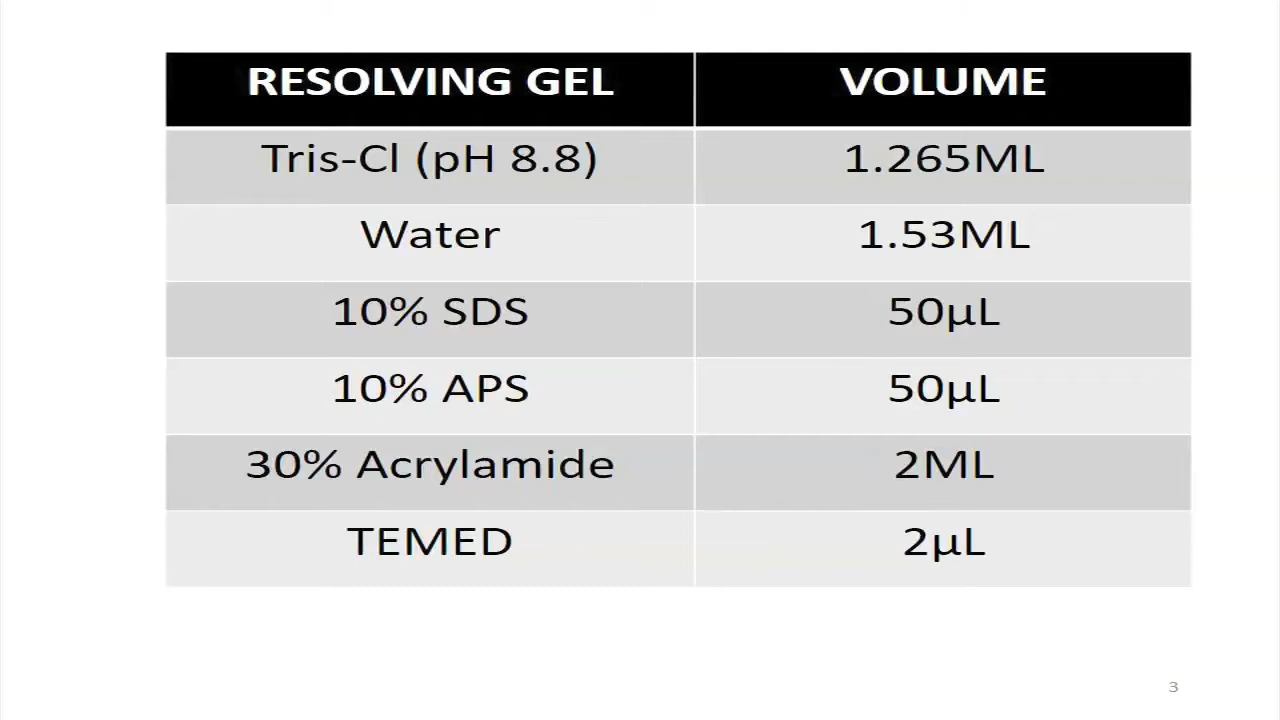 RESOLVING GEL VOLUME
Tris-Cl (pH 8.8) 1.265ML
Water 1.53ML
10% SDS 50µL
10% APS 50µL
30% Acrylamide 2ML
TEMED 2µL
3